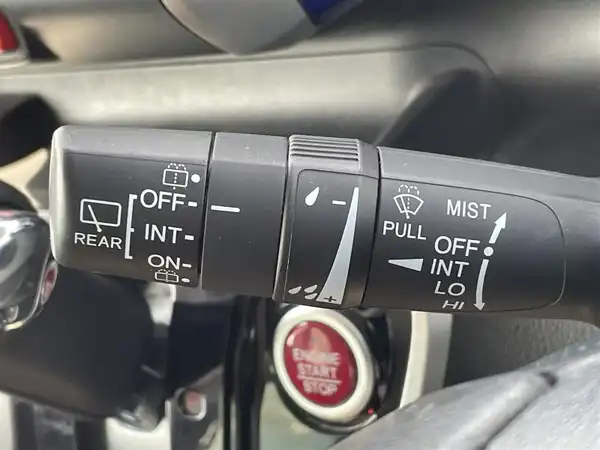 OFF
INT
REAR
ON
- +
PULL
MIST
OFF
INT
LO
HI
ENGINE
START
STOP